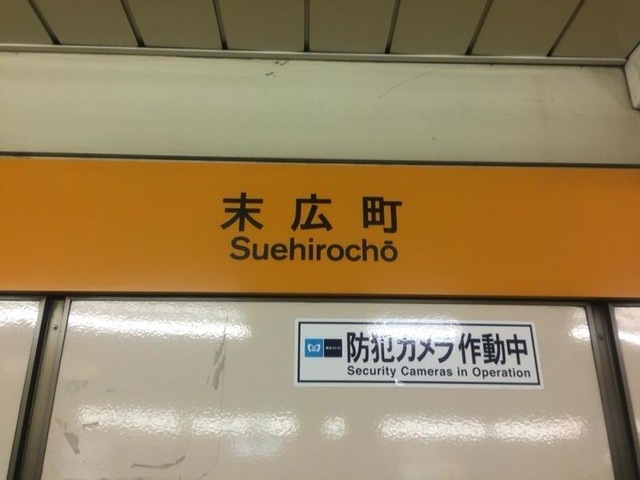 末広町
Suehirochō
防犯カメラ作動中
Security Cameras in Operation